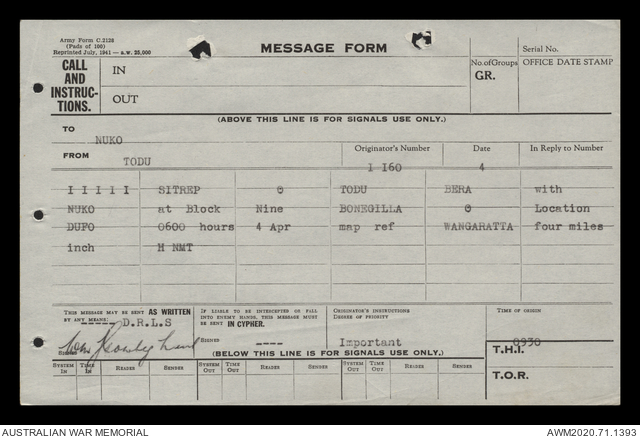 Army Form C.2128
(Pads of 100)
Reprinted July, 1941—A.W. 25,000
MESSAGE FORM
Serial No.
CALL AND INSTRUCTIONS.
IN
OUT
No. of Groups
GR.
OFFICE DATE STAMP
(ABOVE THIS LINE IS FOR SIGNALS USE ONLY.)
TO
NUKO
FROM
TODU
Originator's Number
1 160
Date
4
In Reply to Number
I I I I I SITREP O TODU BERA with
NUKO at Block Nine BONEGILLA O Location
DUFO 0600 hours 4 Apr map ref WANGARATTA four miles
inch H NMT
THIS MESSAGE MAY BE SENT AS WRITTEN BY ANY MEANS.
-----D.R.L.S
SIGNED
IF LIABLE TO BE INTERCEPTED OR FALL INTO ENEMY HANDS, THIS MESSAGE MUST BE SENT IN CYPHER.
SIGNED ----
ORIGINATOR'S INSTRUCTIONS
DEGREE OF PRIORITY
Important
TIME OF ORIGIN
0930
(BELOW THIS LINE IS FOR SIGNALS USE ONLY.)
T.H.I.
T.O.R.
SYSTEM IN TIME IN READER SENDER SYSTEM OUT TIME OUT READER SENDER SYSTEM OUT TIME OUT READER SENDER
AUSTRALIAN WAR MEMORIAL
AWM2020.71.1393